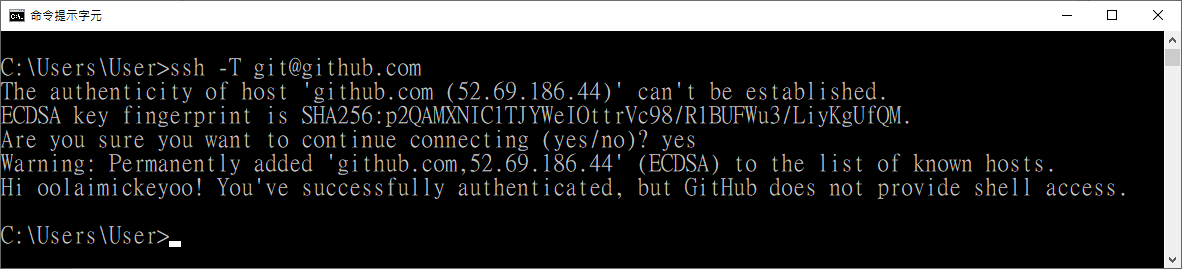 命令提示字元
C:\Users\User>ssh -T git@github.com
The authenticity of host 'github.com (52.69.186.44)' can't be established.
ECDSA key fingerprint is SHA256:p2QAMXNIC1TJYWeIOttrVc98/R1BUFWu3/LiyKgUfQM.
Are you sure you want to continue connecting (yes/no)? yes
Warning: Permanently added 'github.com,52.69.186.44' (ECDSA) to the list of known hosts.
Hi oolaimickeyoo! You've successfully authenticated, but GitHub does not provide shell access.
C:\Users\User>